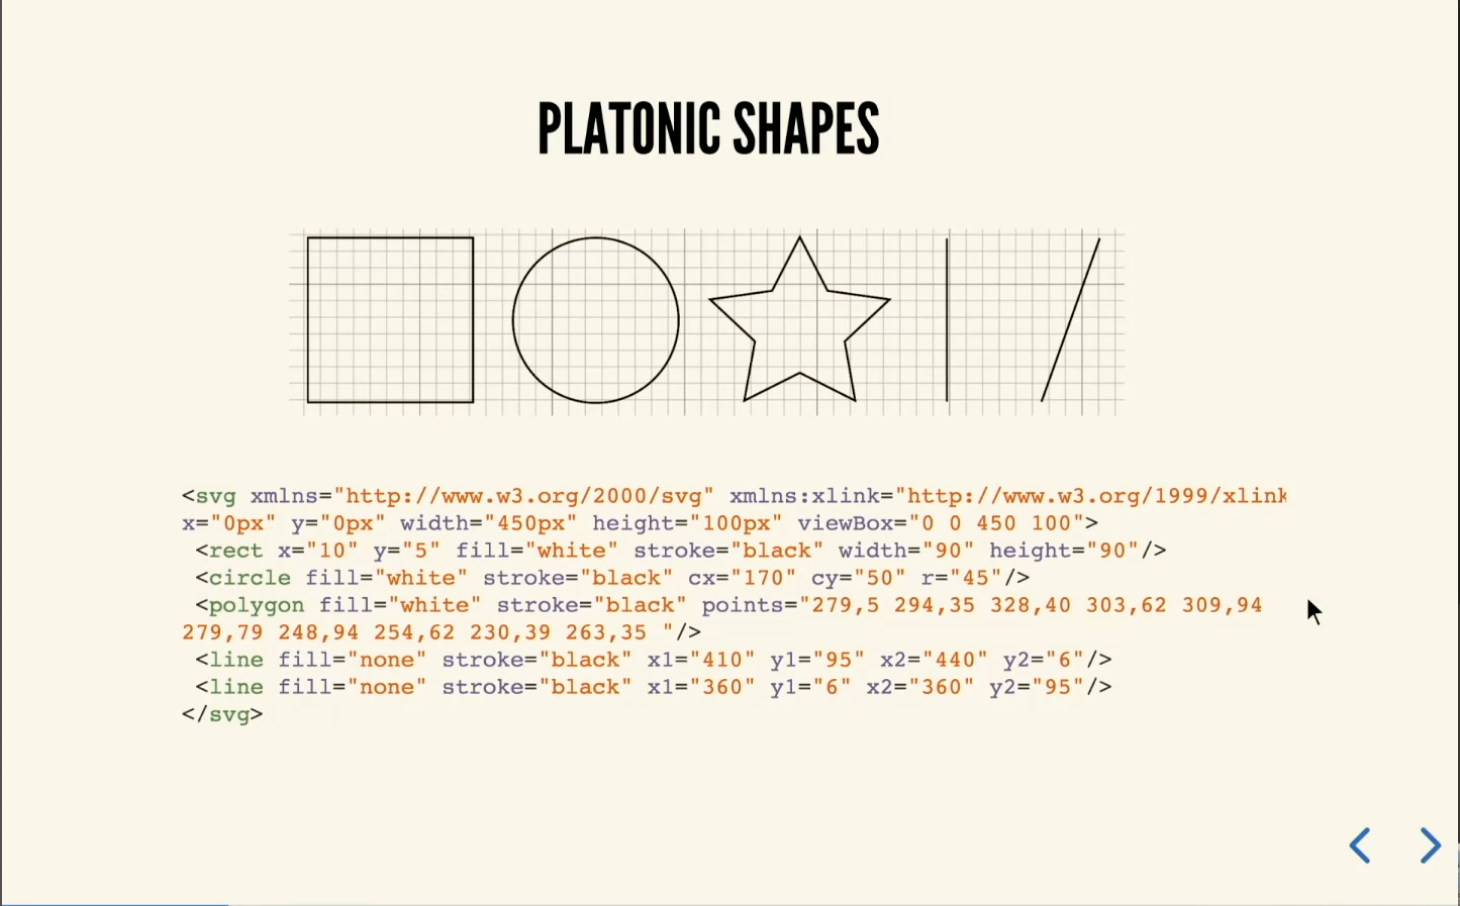 PLATONIC SHAPES
<svg xmlns="http://www.w3.org/2000/svg" xmlns:xlink="http://www.w3.org/1999/xlink
x="0px" y="0px" width="450px" height="100px" viewBox="0 0 450 100">
<rect x="10" y="5" fill="white" stroke="black" width="90" height="90"/>
<circle fill="white" stroke="black" cx="170" cy="50" r="45"/>
<polygon fill="white" stroke="black" points="279,5 294,35 328,40 303,62 309,94
279,79 248,94 254,62 230,39 263,35 "/>
<line fill="none" stroke="black" x1="410" y1="95" x2="440" y2="6"/>
<line fill="none" stroke="black" x1="360" y1="6" x2="360" y2="95"/>
</svg>